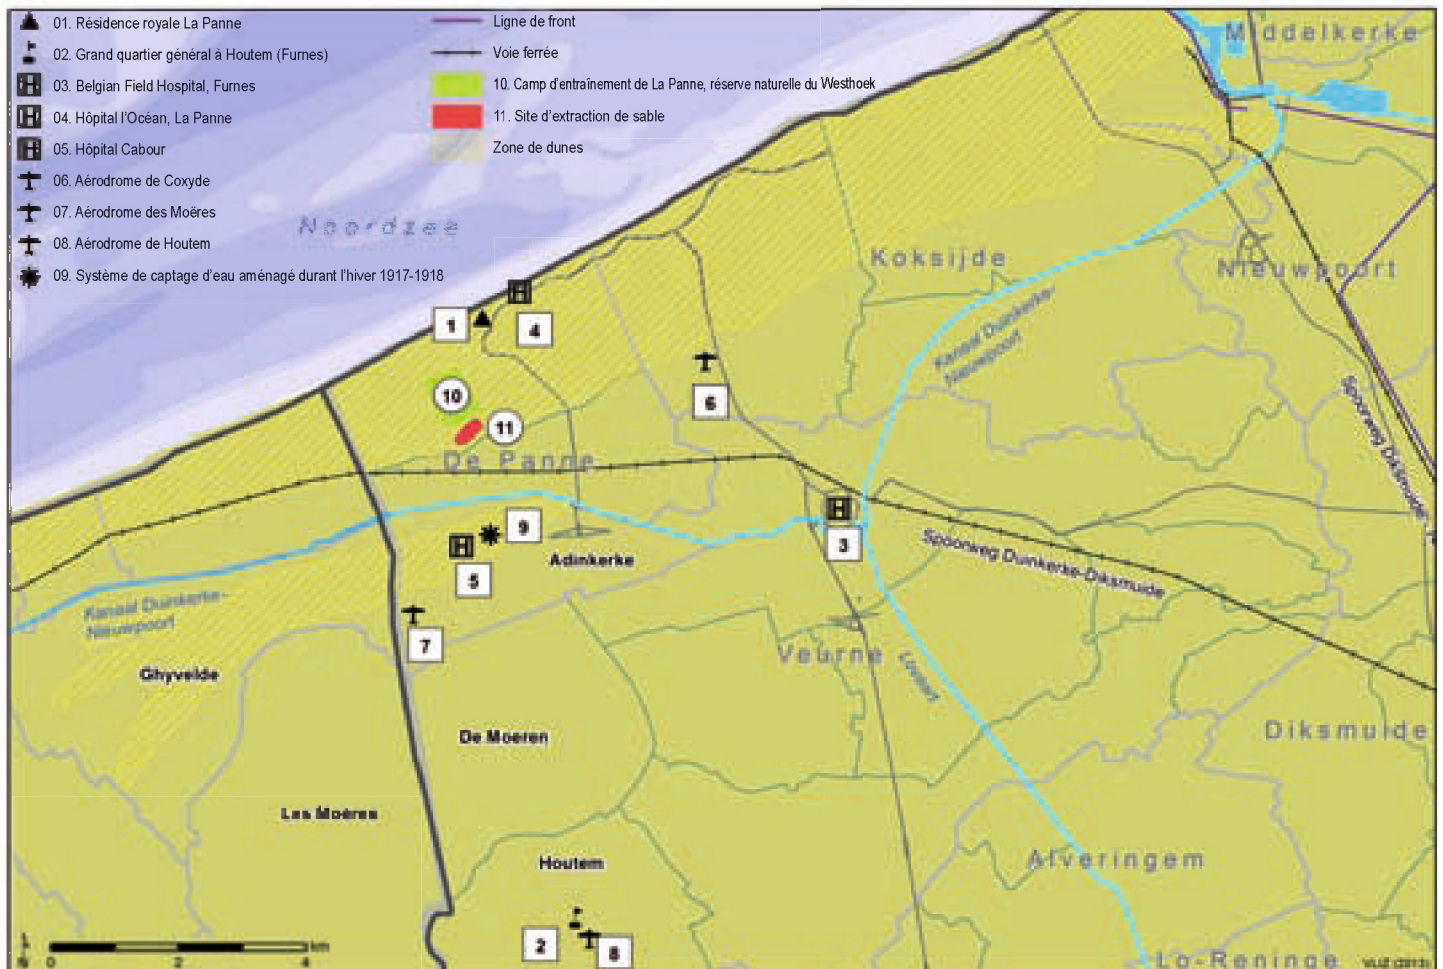 01. Résidence royale La Panne
02. Grand quartier général à Houtem (Furnes)
03. Belgian Field Hospital, Furnes
04. Hôpital l'Océan, La Panne
05. Hôpital Cabour
06. Aérodrome de Coxyde
07. Aérodrome des Moëres
08. Aérodrome de Houtem
09. Système de captage d'eau aménagé durant l'hiver 1917-1918
Ligne de front
Voie ferrée
10. Camp d'entraînement de La Panne, réserve naturelle du Westhoek
11. Site d'extraction de sable
Zone de dunes
Middelkerke
Noordzee
Koksijde
Nieuwpoort
Kanaal Duinkerke-
Nieuwpoort
1
4
6
10
11
De Panne
Spoorweg Diksmuide-
9
3
5
Adinkerke
Spoorweg Duinkerke-Diksmuide
Kanaal Duinkerke-
Nieuwpoort
7
Veurne
Lovaart
Ghyvelde
De Moeren
Diksmuide
Les Moëres
Houtem
Alveringem
2
8
Lo-Reninge
N
0 2 4 km